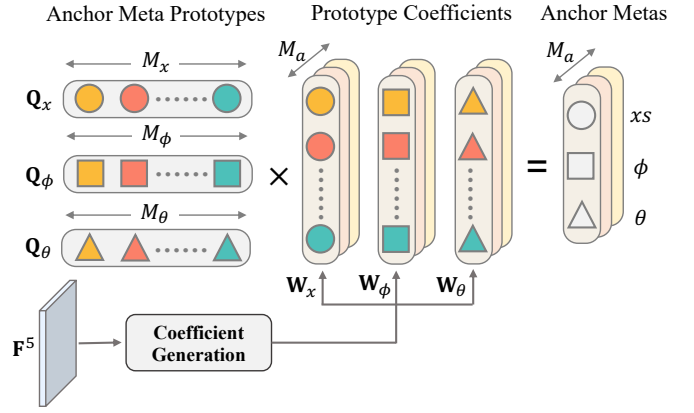 Anchor Meta Prototypes
Prototype Coefficients
Anchor Metas
M_x
M_a
M_a
Q_x
xs
M_ϕ
Q_ϕ
×
=
ϕ
M_θ
Q_θ
θ
W_x
W_ϕ
W_θ
F^5
Coefficient
Generation